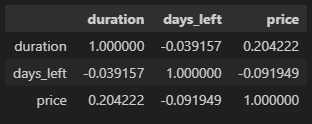 duration days_left price
duration 1.000000 -0.039157 0.204222
days_left -0.039157 1.000000 -0.091949
price 0.204222 -0.091949 1.000000